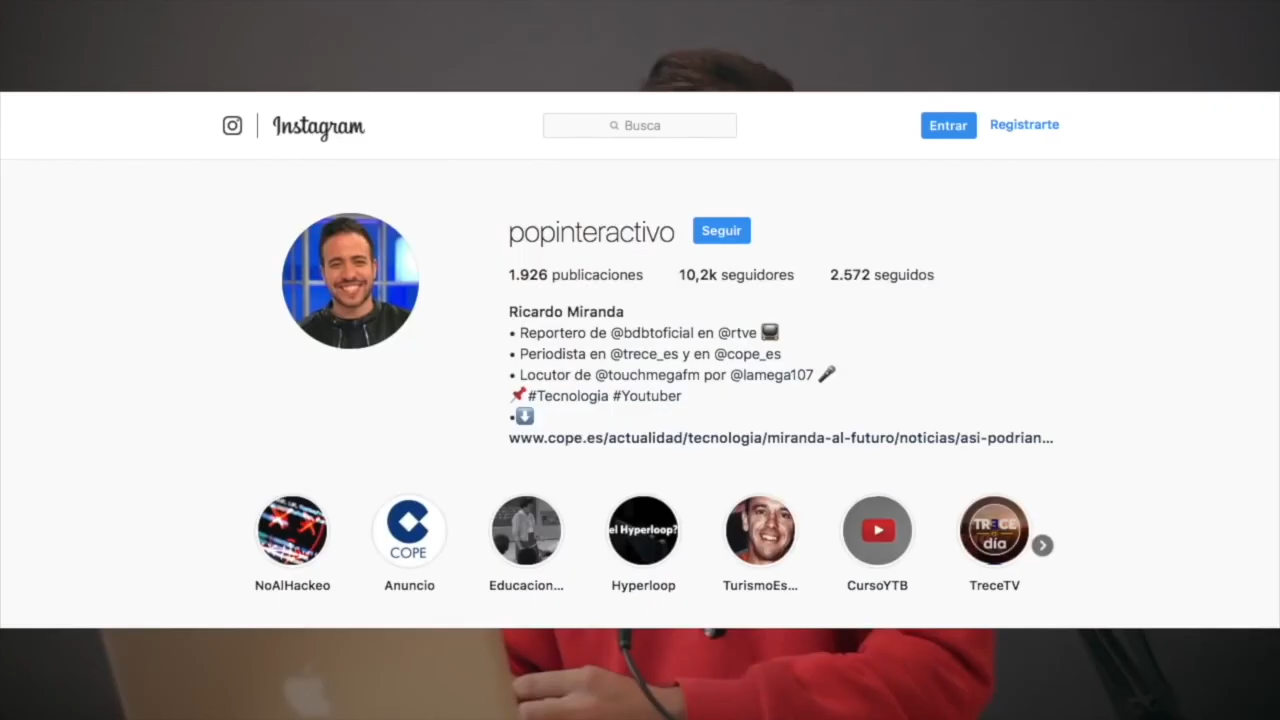 Instagram
Busca
Entrar
Registrarte
popinteractivo
Seguir
1.926 publicaciones
10,2k seguidores
2.572 seguidos
Ricardo Miranda
• Reportero de @bdbtoficial en @rtve
• Periodista en @trece_es y en @cope_es
• Locutor de @touchmegafm por @lamega107 🎤
📌#Tecnologia #Youtuber
•⬇️
www.cope.es/actualidad/tecnologia/miranda-al-futuro/noticias/asi-podrian...
COPE
el Hyperloop?
TR3CE
al
día
NoAlHackeo
Anuncio
Educacion...
Hyperloop
TurismoEs...
CursoYTB
TreceTV